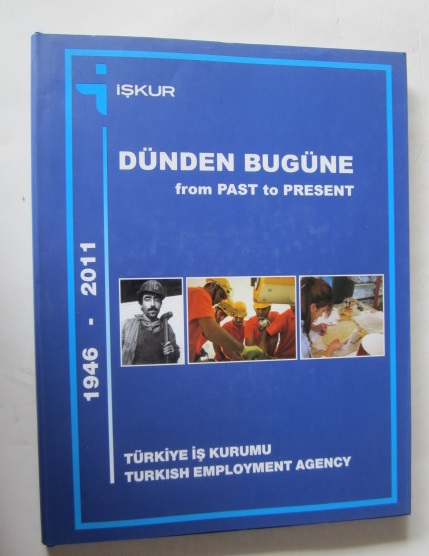 İŞKUR
DÜNDEN BUGÜNE
from PAST to PRESENT
1946 - 2011
TÜRKİYE İŞ KURUMU
TURKISH EMPLOYMENT AGENCY